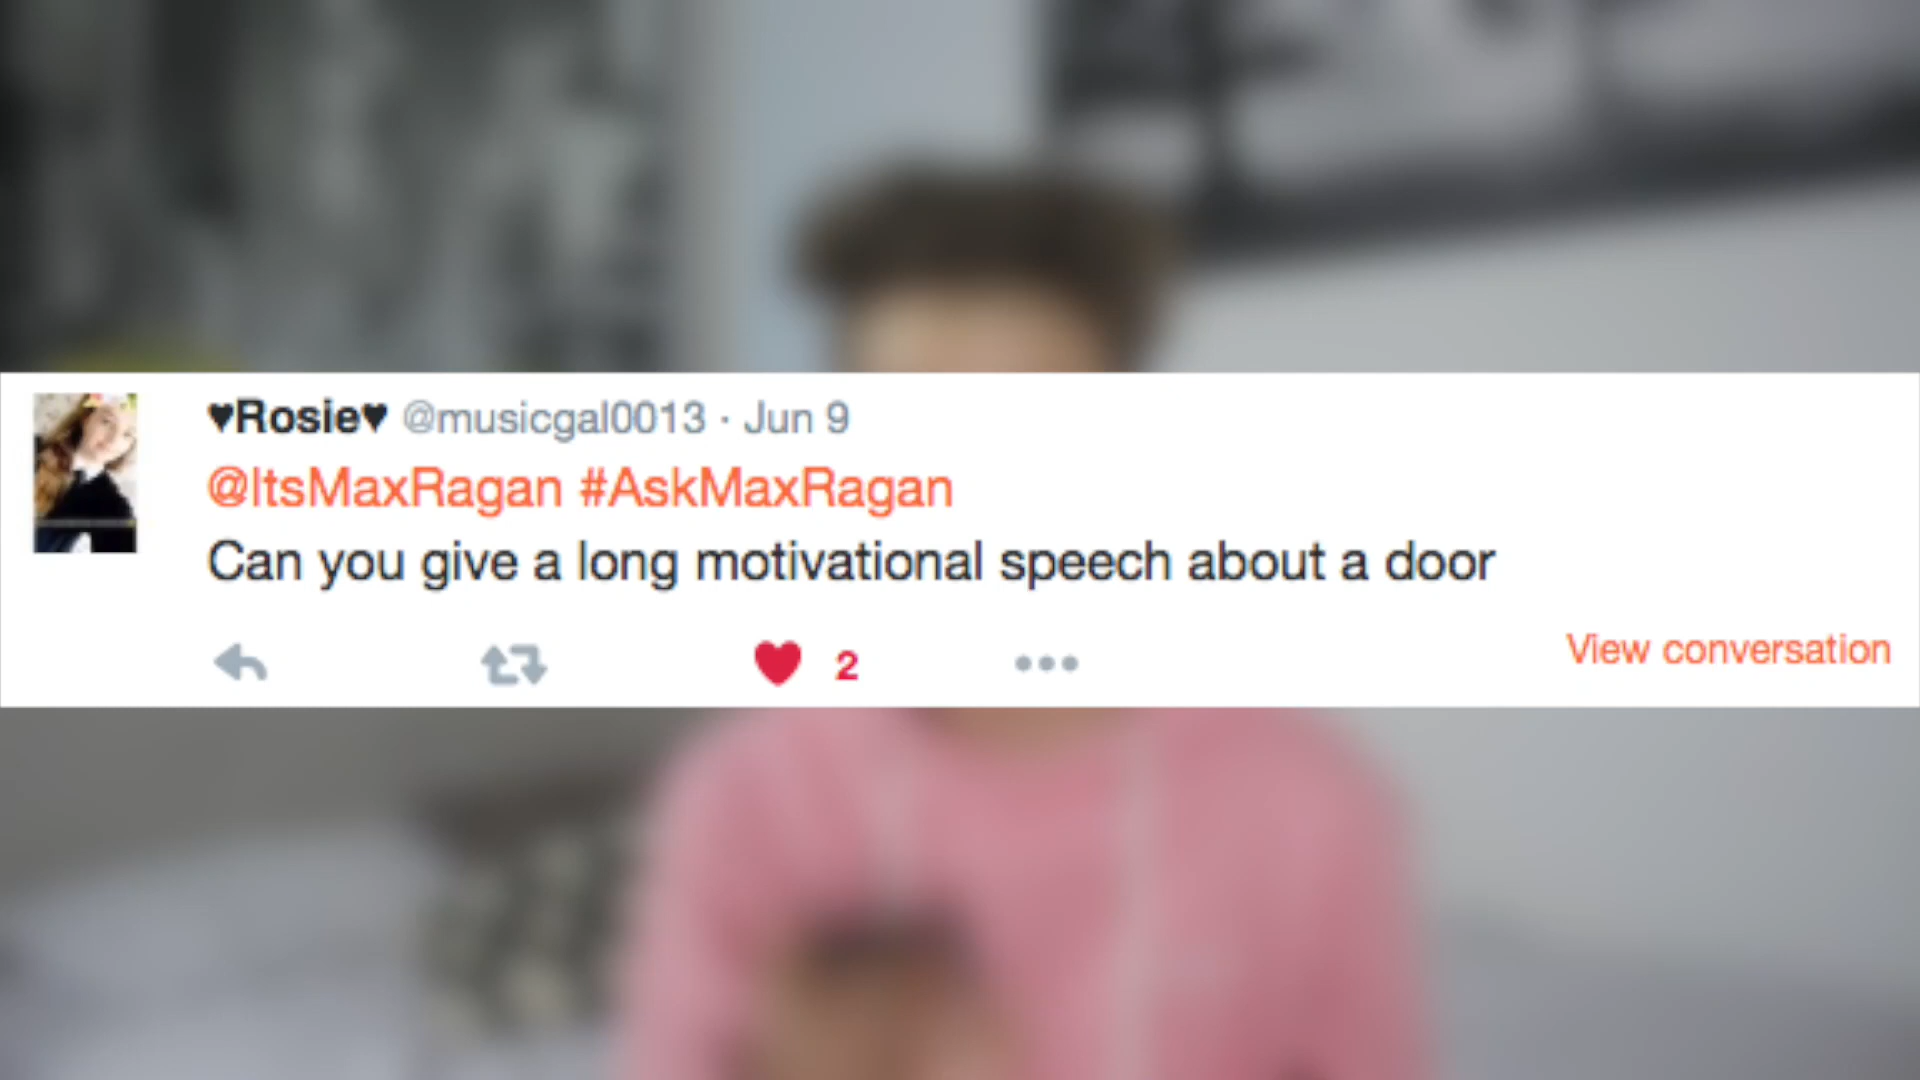 ♥Rosie♥ @musicgal0013 · Jun 9
@ItsMaxRagan #AskMaxRagan
Can you give a long motivational speech about a door
2
View conversation